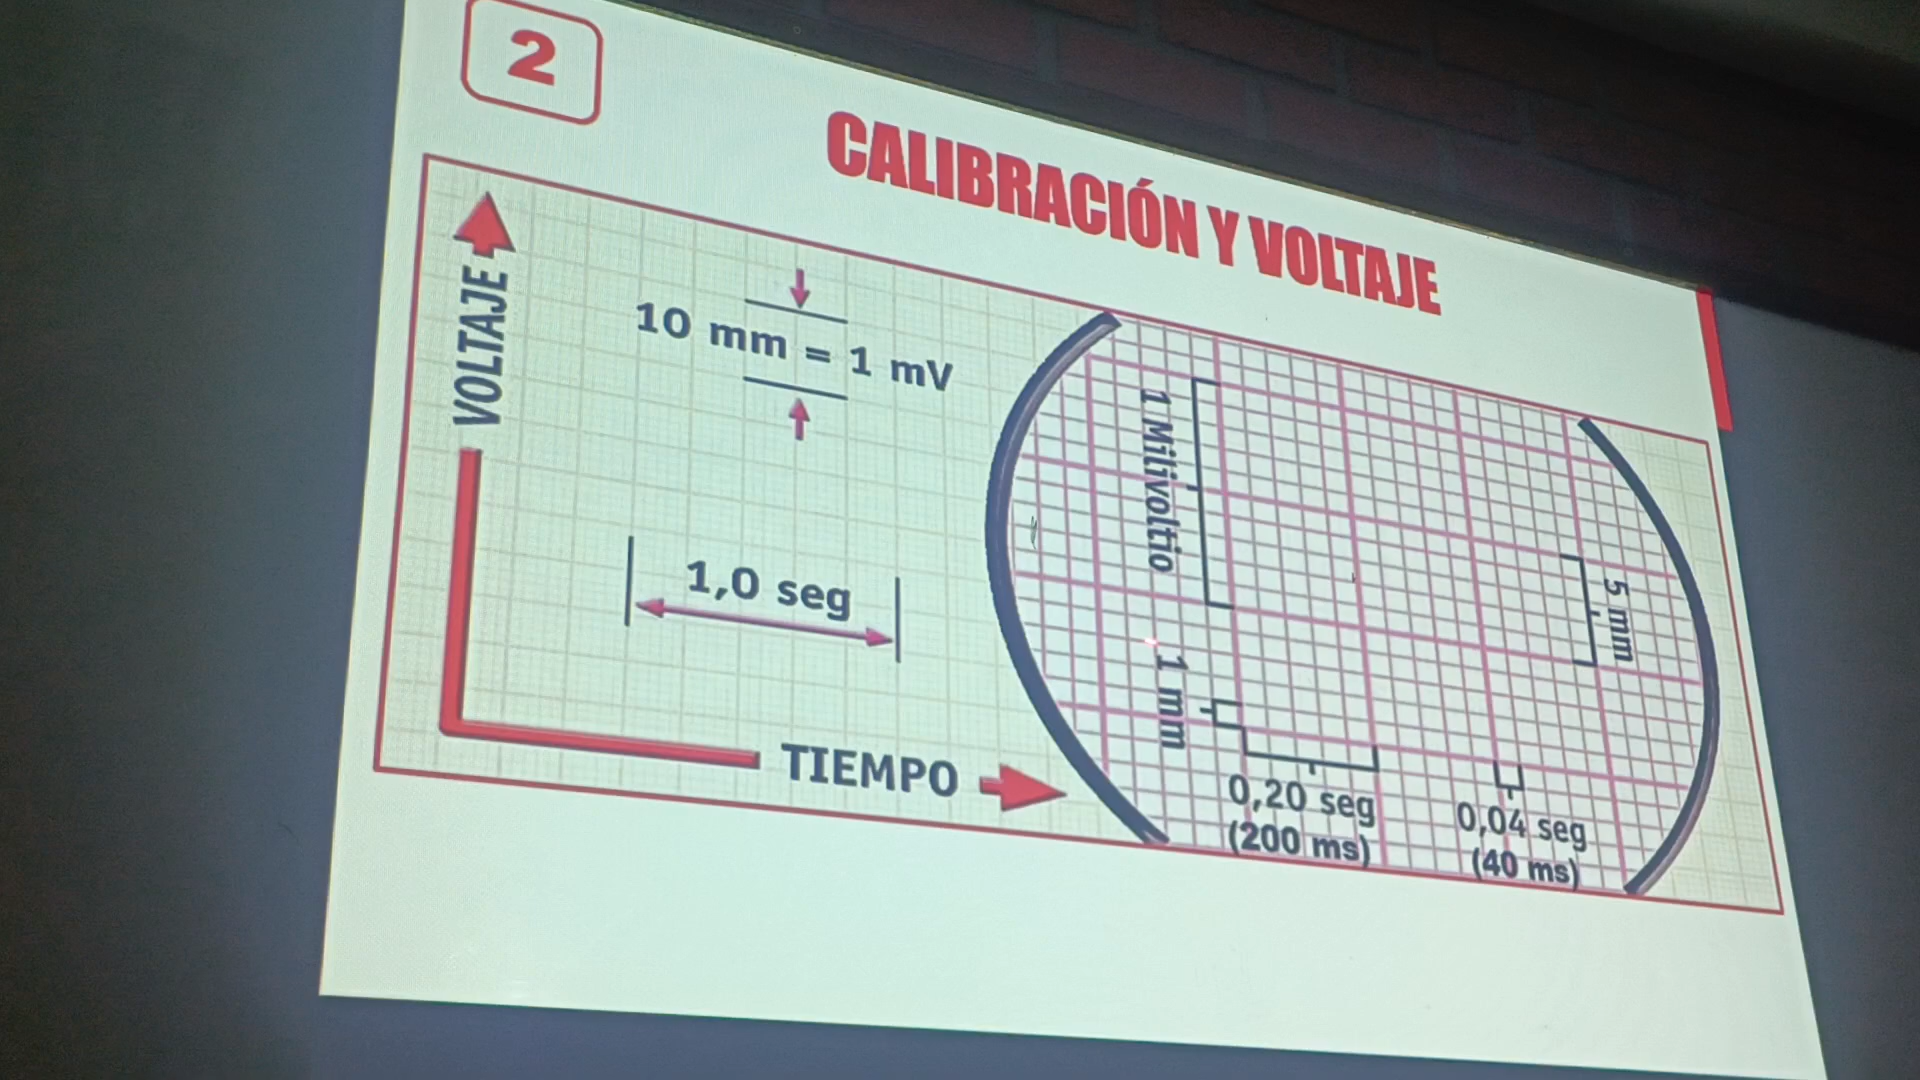 2
CALIBRACIÓN Y VOLTAJE
VOLTAJE
10 mm = 1 mV
1,0 seg
TIEMPO
1 Milivoltio
5 mm
1 mm
0,20 seg
(200 ms)
0,04 seg
(40 ms)